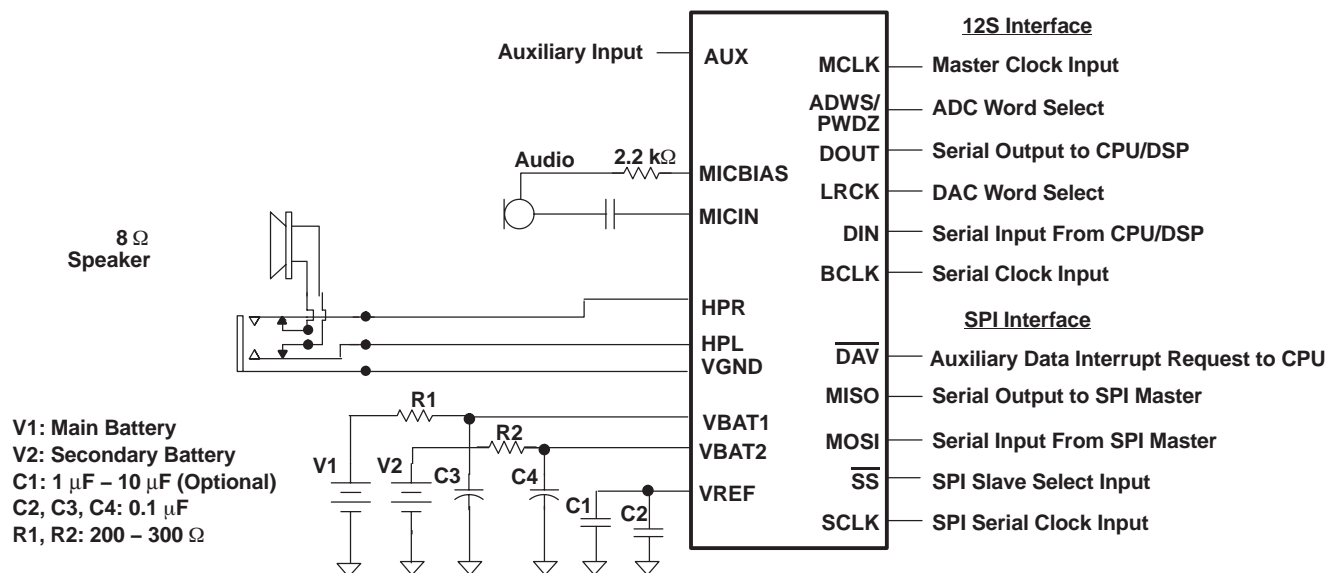 12S Interface
Auxiliary Input
AUX
MCLK
Master Clock Input
ADWS/
PWDZ
ADC Word Select
DOUT
Serial Output to CPU/DSP
Audio
2.2 kΩ
MICBIAS
LRCK
DAC Word Select
MICIN
DIN
Serial Input From CPU/DSP
8 Ω
Speaker
BCLK
Serial Clock Input
HPR
SPI Interface
HPL
VGND
DAV
Auxiliary Data Interrupt Request to CPU
MISO
Serial Output to SPI Master
R1
VBAT1
R2
VBAT2
MOSI
Serial Input From SPI Master
V1
V2
C3
C4
SS
SPI Slave Select Input
VREF
C1
C2
SCLK
SPI Serial Clock Input
V1: Main Battery
V2: Secondary Battery
C1: 1 μF – 10 μF (Optional)
C2, C3, C4: 0.1 μF
R1, R2: 200 – 300 Ω